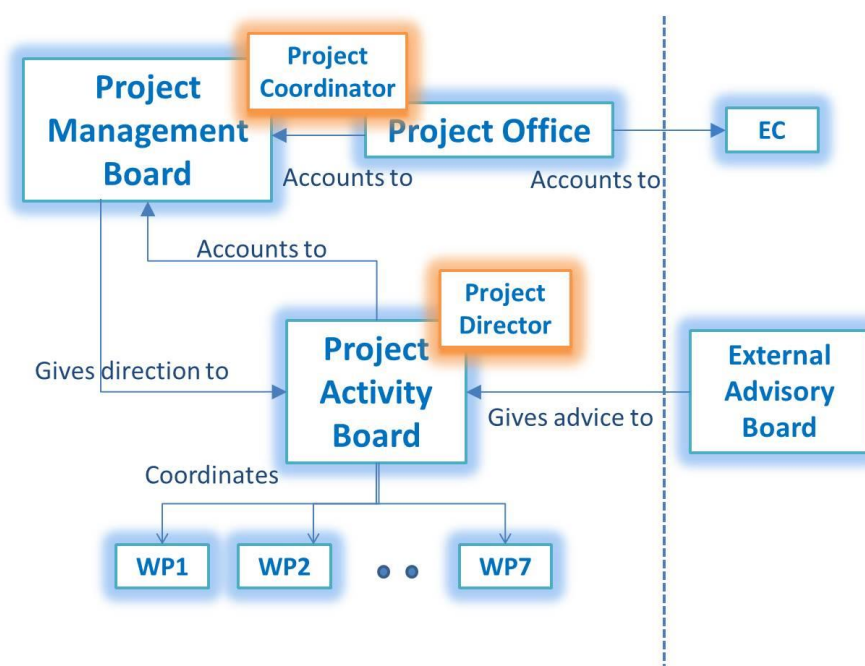 Project
Coordinator
Project
Management
Board
Project Office
EC
Accounts to
Accounts to
Accounts to
Project
Director
Project
Activity
Board
External
Advisory
Board
Gives direction to
Gives advice to
Coordinates
WP1
WP2
WP7